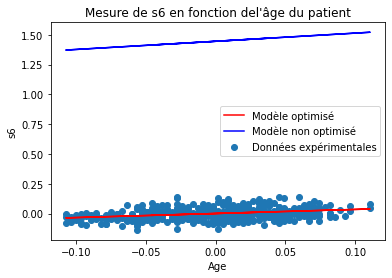 Mesure de s6 en fonction del'âge du patient
1.50
1.25
1.00
0.75
0.50
0.25
0.00
s6
Modèle optimisé
Modèle non optimisé
Données expérimentales
−0.10
−0.05
0.00
0.05
0.10
Age